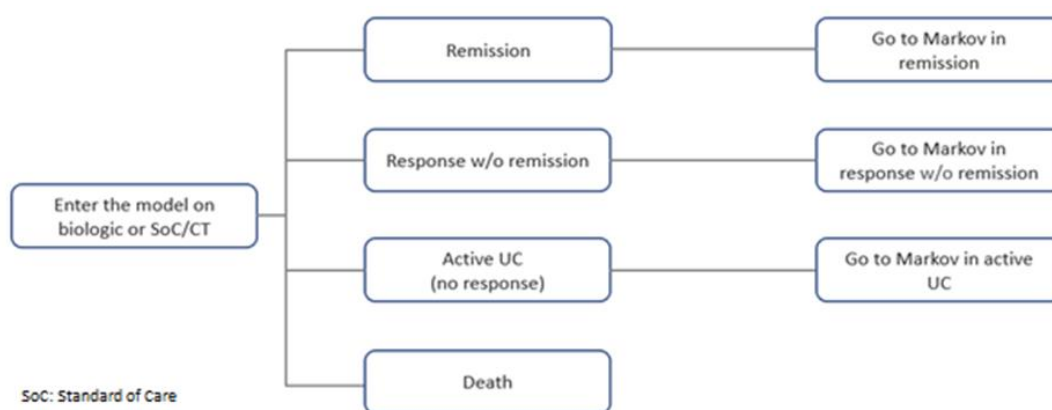 Remission
Go to Markov in
remission
Response w/o remission
Go to Markov in
response w/o remission
Enter the model on
biologic or SoC/CT
Active UC
(no response)
Go to Markov in active
UC
Death
SoC: Standard of Care